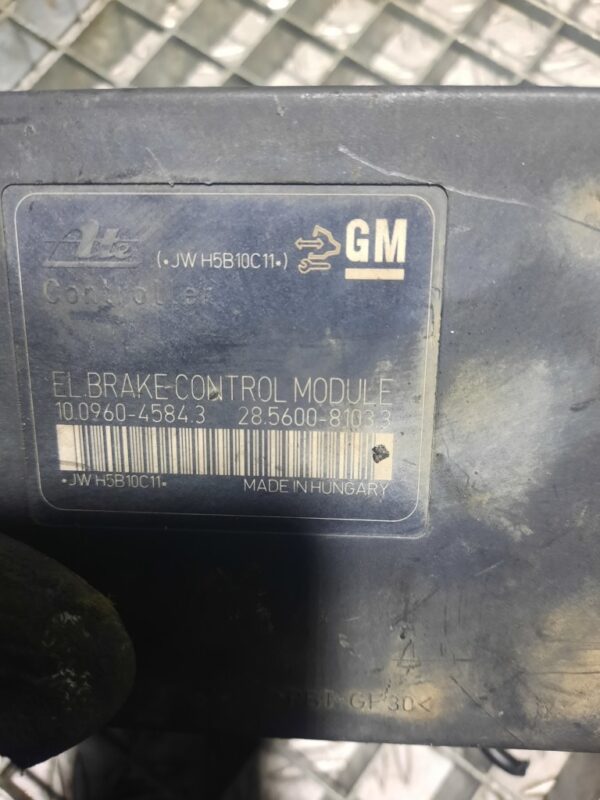 Ate
(•JW H5B10C11•)
GM
Controller
EL.BRAKE-CONTROL MODULE
10.0960-4584.3 28.5600-8103.3
•JW H5B10C11•
MADE IN HUNGARY
GF30<